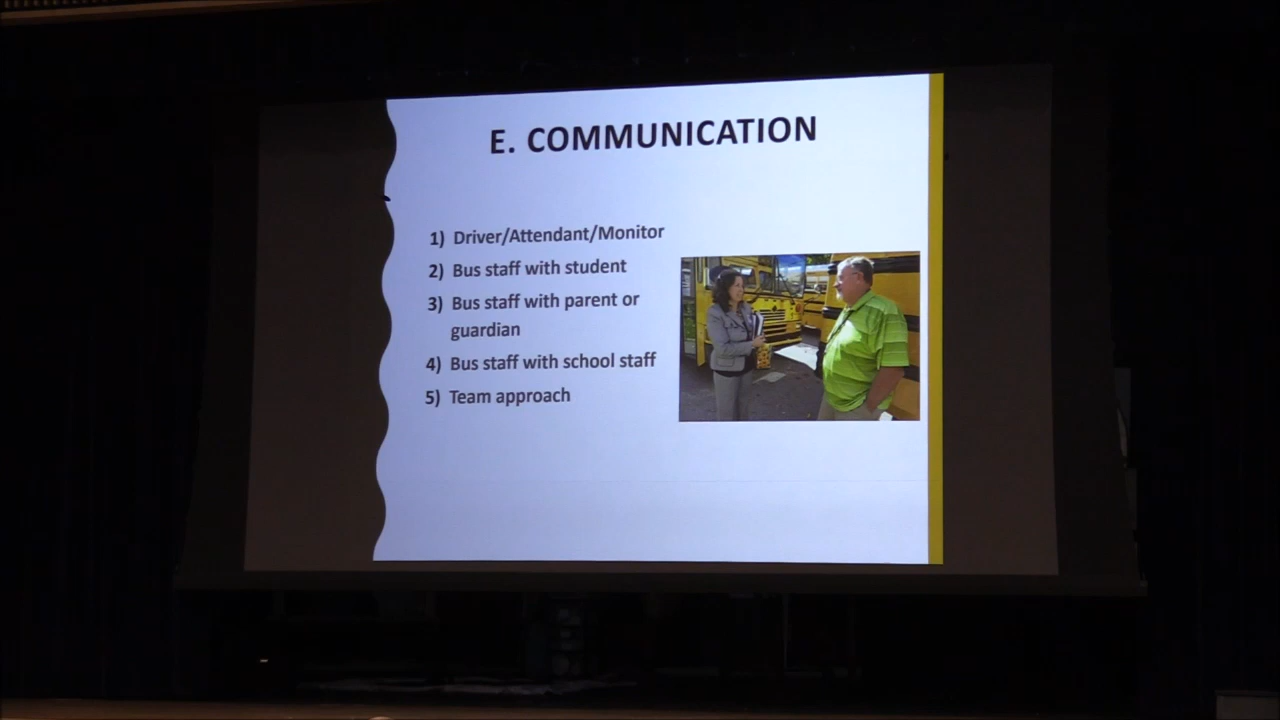 E. COMMUNICATION
1) Driver/Attendant/Monitor
2) Bus staff with student
3) Bus staff with parent or
guardian
4) Bus staff with school staff
5) Team approach